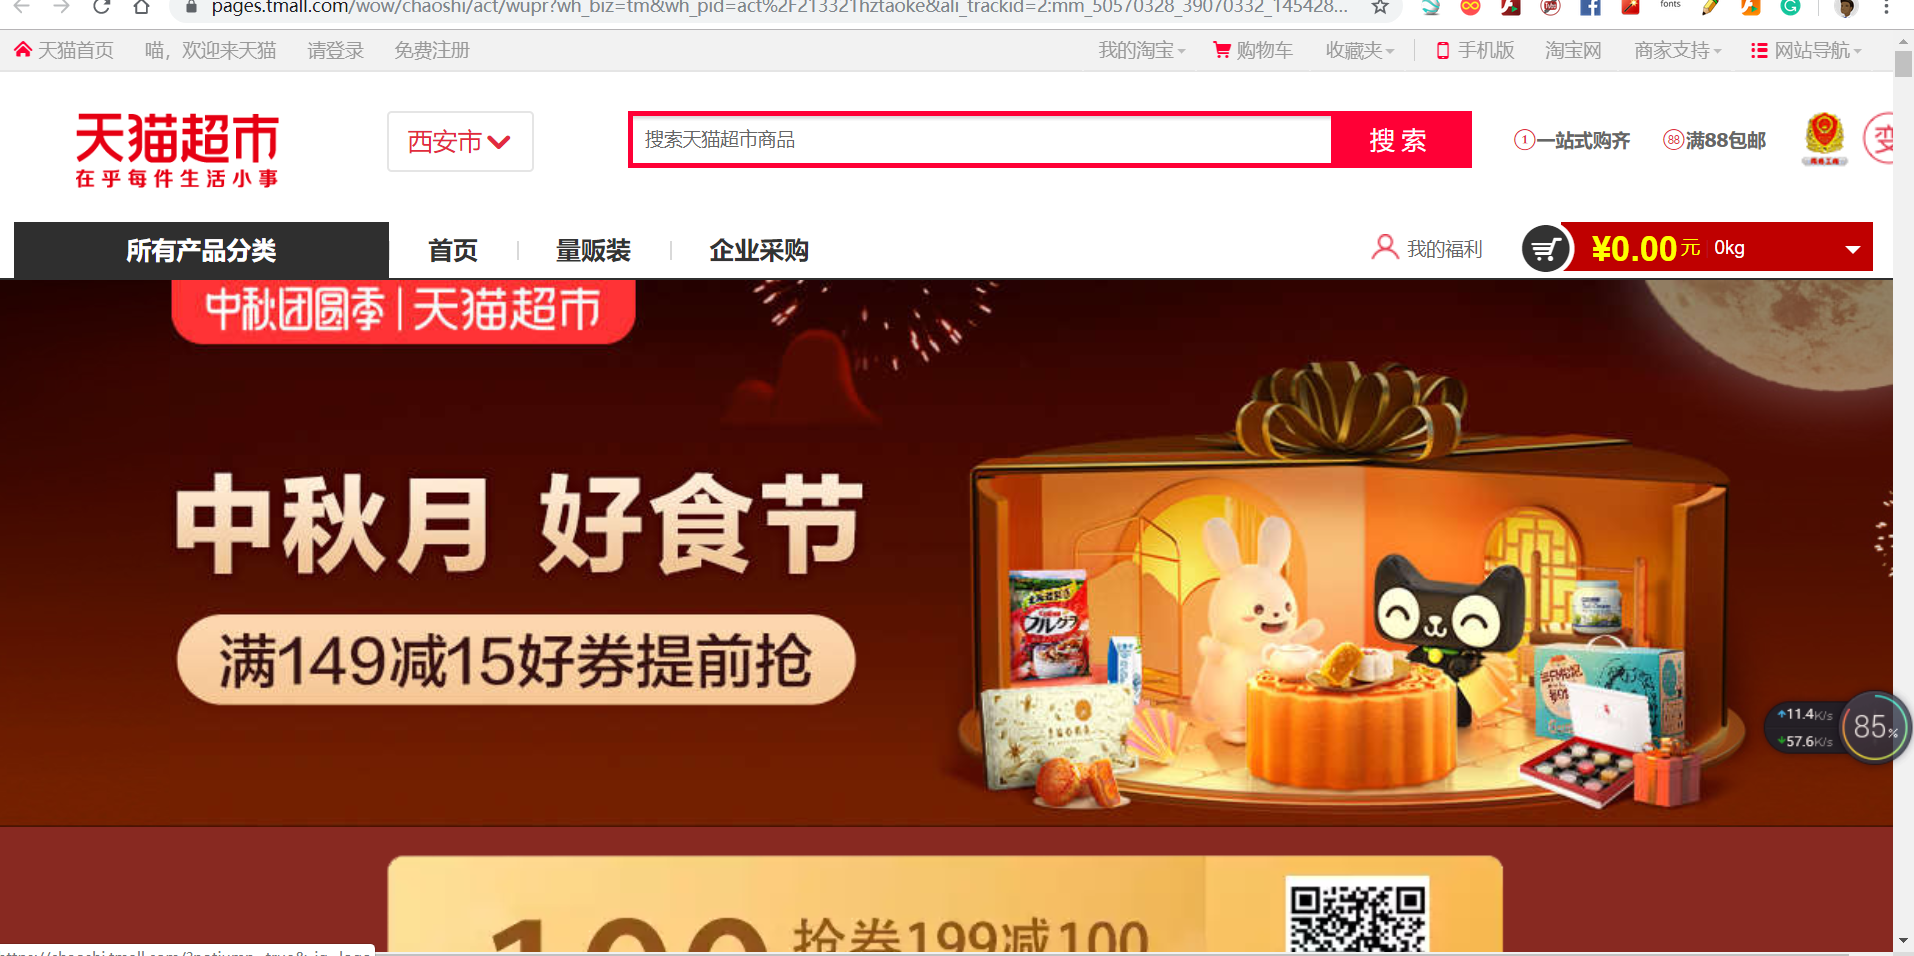 pages.tmall.com/wow/chaoshi/act/wupr?wh_biz=tm&wh_pid=act%2F213321hztaoke&ali_trackid=2:mm_50570328_39070332_145428...
fonts
天猫首页 喵，欢迎来天猫 请登录 免费注册 我的淘宝 购物车 收藏夹 手机版 淘宝网 商家支持 网站导航
天猫超市
在乎每件生活小事
西安市
搜索天猫超市商品
搜索
1 一站式购齐
88 满88包邮
变
所有产品分类 首页 量贩装 企业采购 我的福利 ¥0.00元 0kg
中秋团圆季|天猫超市
中秋月 好食节
满149减15好券提前抢
フルグラ
11.4K/s
57.6K/s
85%
100 抢券199减100